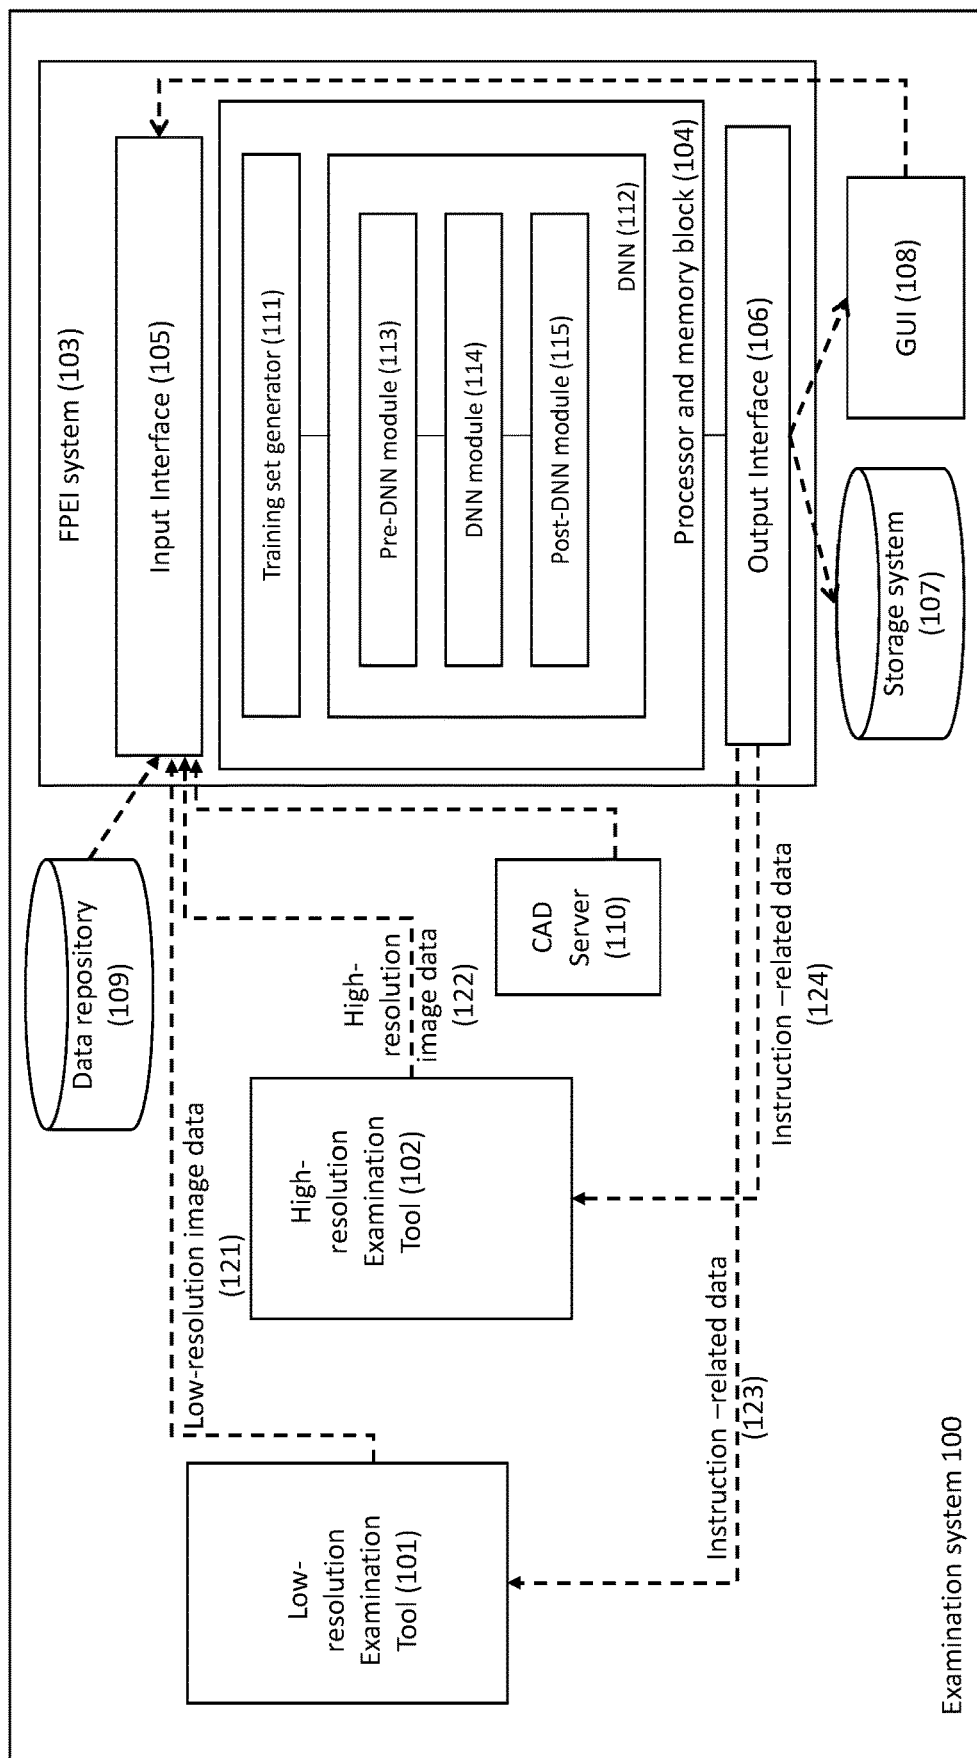 FPEI system (103)
Input Interface (105)
Training set generator (111)
Pre-DNN module (113)
DNN module (114)
Post-DNN module (115)
DNN (112)
Processor and memory block (104)
Output Interface (106)
Storage system
(107)
GUI (108)
Data repository
(109)
CAD
Server
(110)
High-
resolution
image data
(122)
Low-resolution image data
(121)
High-
resolution
Examination
Tool (102)
Low-
resolution
Examination
Tool (101)
Instruction –related data
(124)
Instruction –related data
(123)
Examination system 100